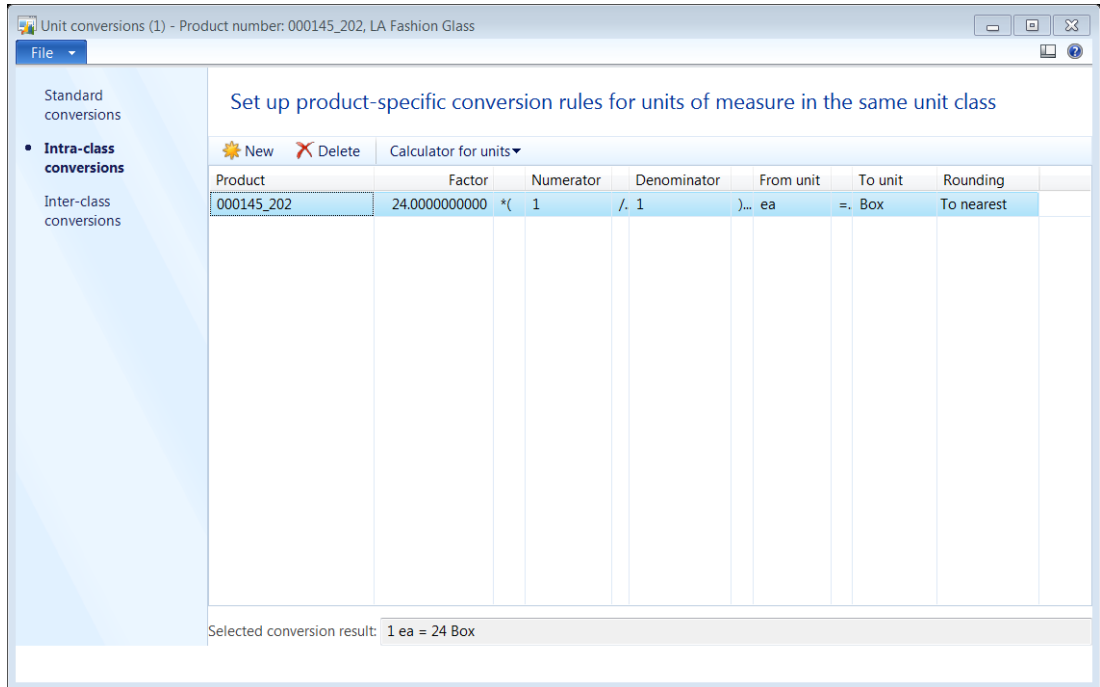 Unit conversions (1) - Product number: 000145_202, LA Fashion Glass
File
Standard
conversions
Intra-class
conversions
Inter-class
conversions
Set up product-specific conversion rules for units of measure in the same unit class
New Delete Calculator for units
Product Factor Numerator Denominator From unit To unit Rounding
000145_202 24.0000000000 *( 1 /. 1 )... ea =. Box To nearest
Selected conversion result: 1 ea = 24 Box